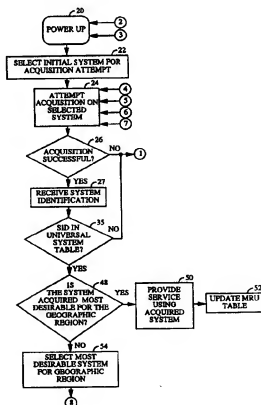 20
POWER UP
2
3
22
SELECT INITIAL SYSTEM FOR
ACQUISITION ATTEMPT
24
ATTEMPT
ACQUISITION ON
SELECTED
SYSTEM
4
5
6
7
26
ACQUISITION
SUCCESSFUL?
NO
1
YES
27
RECEIVE SYSTEM
IDENTIFICATION
35
SID IN
UNIVERSAL
SYSTEM
TABLE?
NO
YES
48
IS
THE SYSTEM
ACQUIRED MOST
DESIRABLE FOR THE
GEOGRAPHIC
REGION?
YES
50
PROVIDE
SERVICE
USING
ACQUIRED
SYSTEM
52
UPDATE MRU
TABLE
NO
54
SELECT MOST
DESIRABLE SYSTEM
FOR GEOGRAPHIC
REGION
8